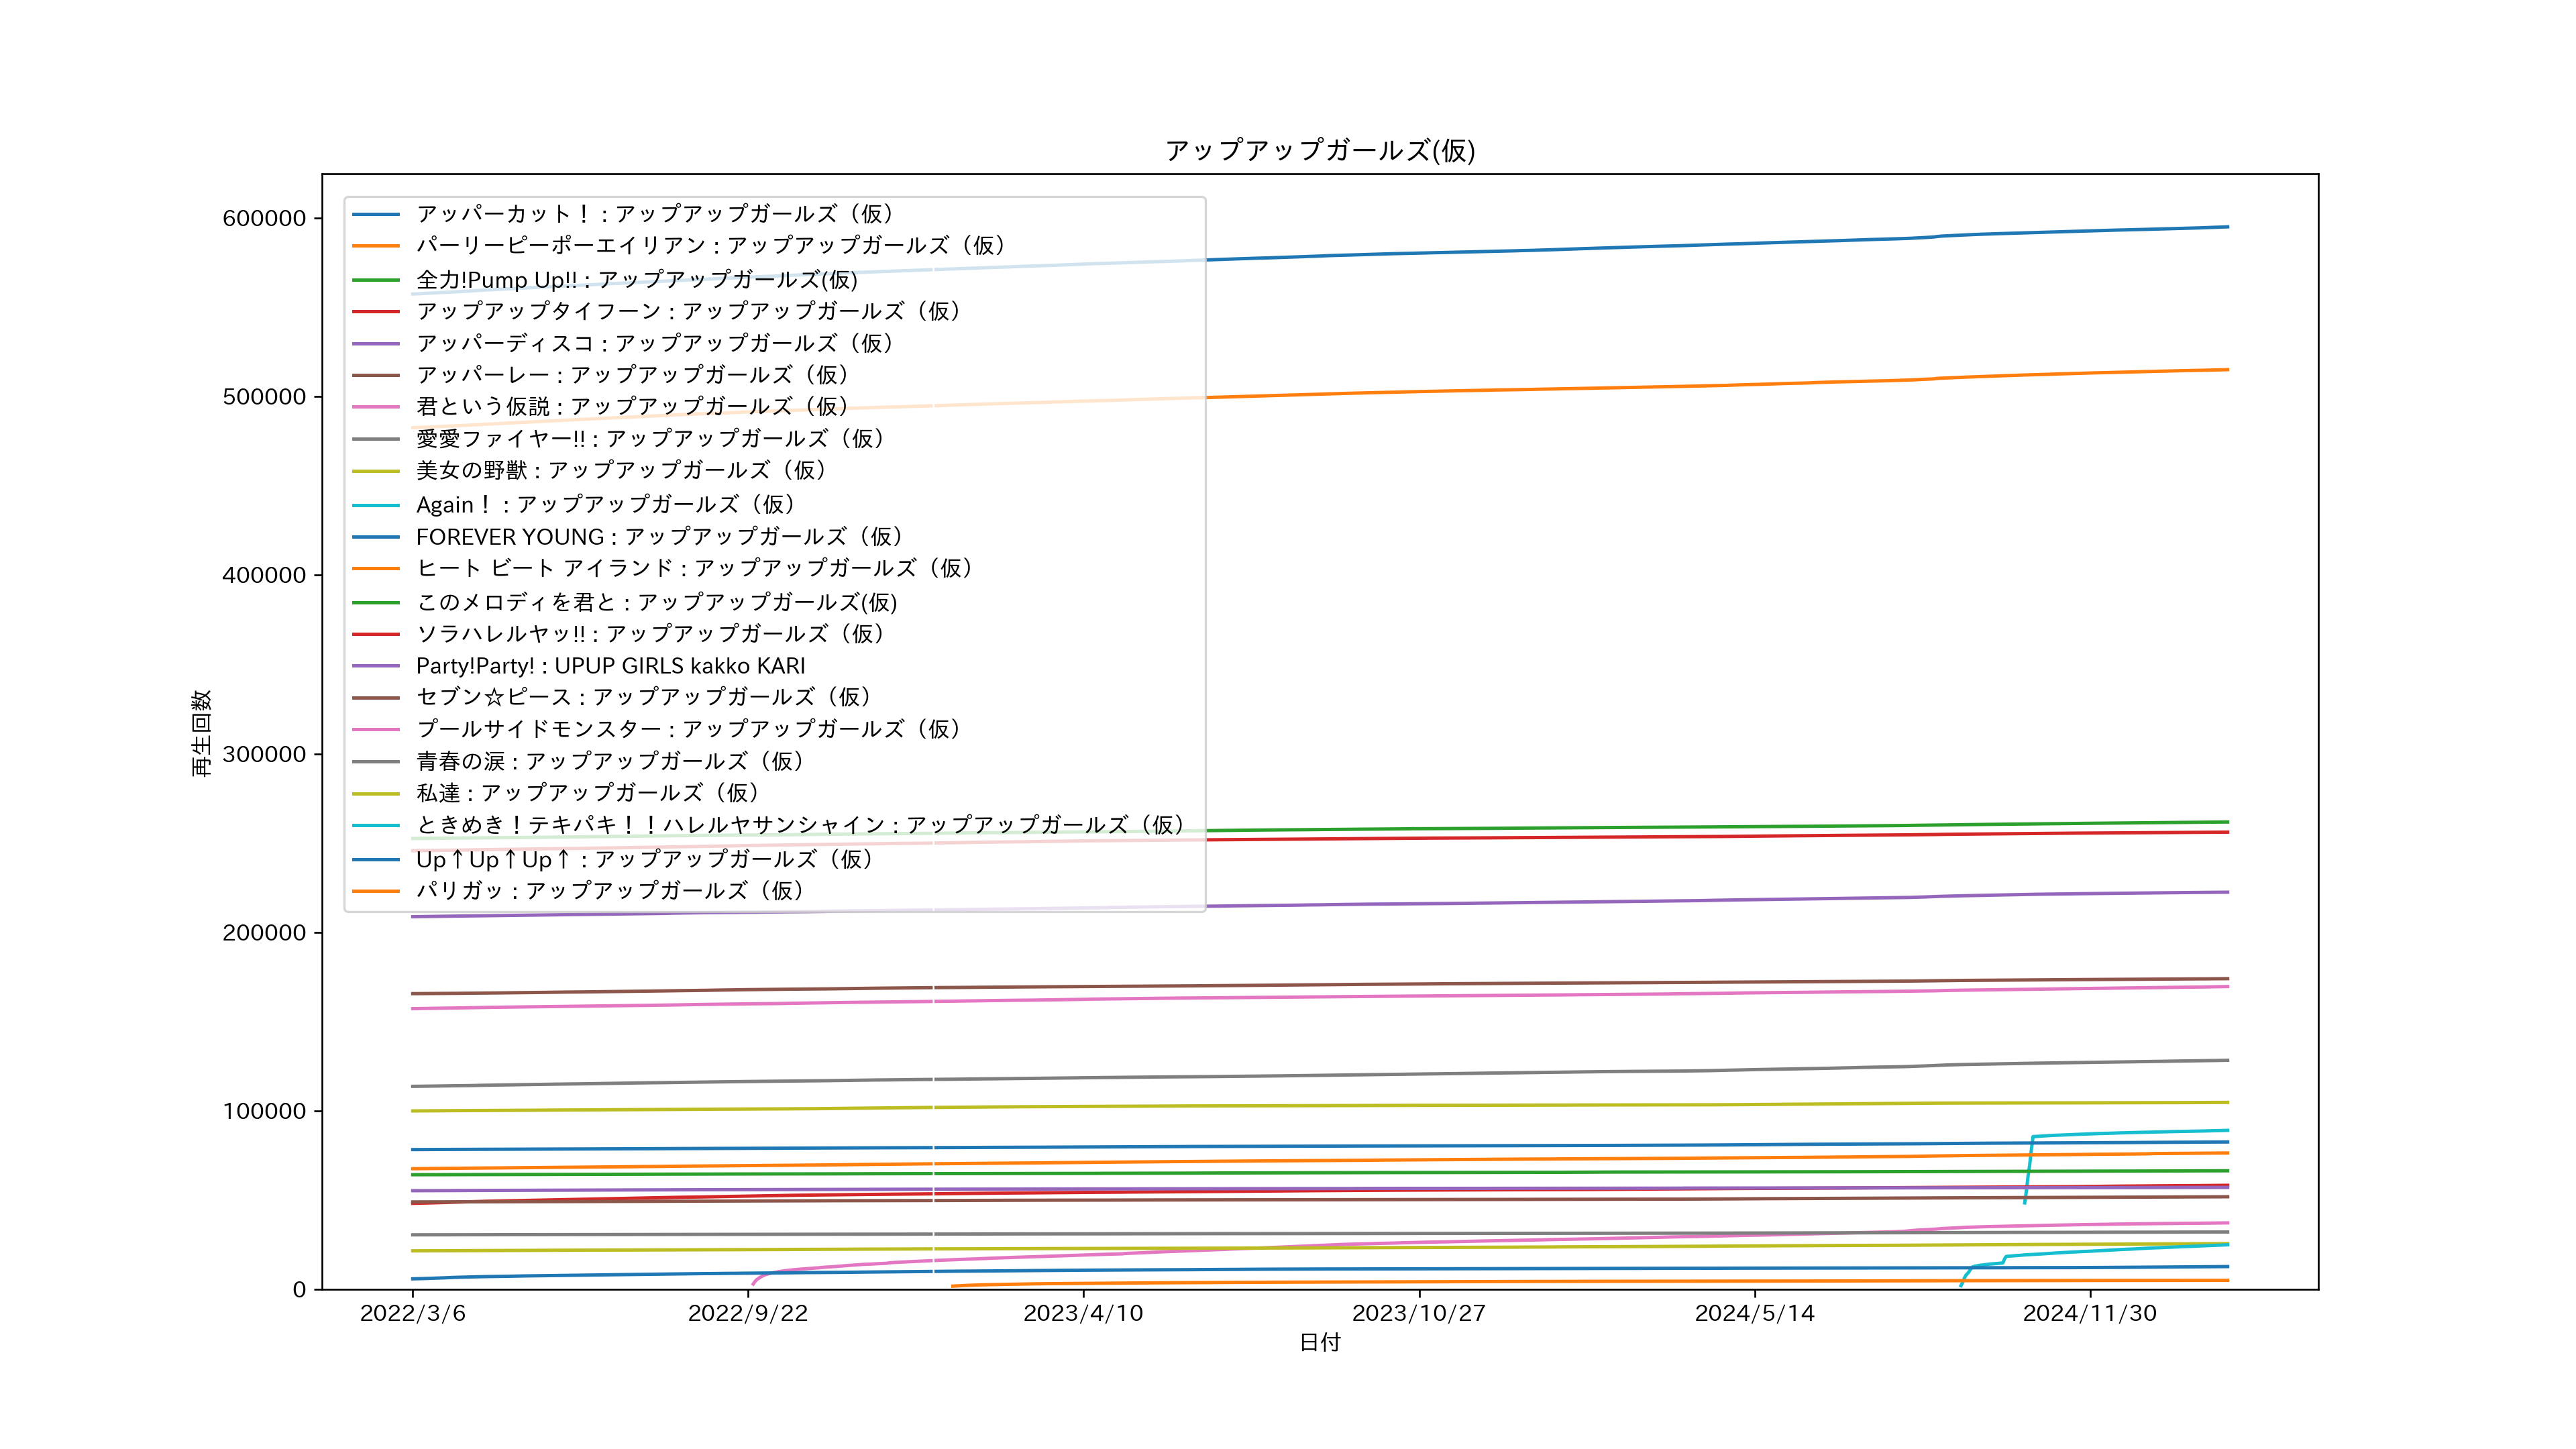 アップアップガールズ(仮)
600000
500000
400000
300000
200000
100000
0
再生回数
アッパーカット！ : アップアップガールズ（仮）
パーリーピーポーエイリアン : アップアップガールズ（仮）
全力!Pump Up!! : アップアップガールズ(仮)
アップアップタイフーン : アップアップガールズ（仮）
アッパーディスコ : アップアップガールズ（仮）
アッパーレー : アップアップガールズ（仮）
君という仮説 : アップアップガールズ（仮）
愛愛ファイヤー!! : アップアップガールズ（仮）
美女の野獣 : アップアップガールズ（仮）
Again！ : アップアップガールズ（仮）
FOREVER YOUNG : アップアップガールズ（仮）
ヒート ビート アイランド : アップアップガールズ（仮）
このメロディを君と : アップアップガールズ(仮)
ソラハレルヤッ!! : アップアップガールズ（仮）
Party!Party! : UPUP GIRLS kakko KARI
セブン☆ピース : アップアップガールズ（仮）
プールサイドモンスター : アップアップガールズ（仮）
青春の涙 : アップアップガールズ（仮）
私達 : アップアップガールズ（仮）
ときめき！テキパキ！！ハレルヤサンシャイン : アップアップガールズ（仮）
Up↑Up↑Up↑ : アップアップガールズ（仮）
パリガッ : アップアップガールズ（仮）
2022/3/6
2022/9/22
2023/4/10
2023/10/27
2024/5/14
2024/11/30
日付